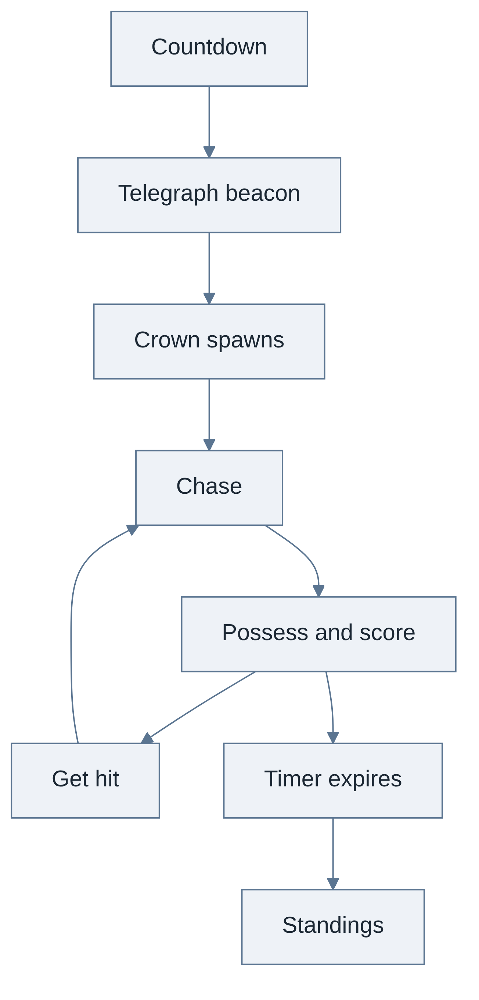 Countdown
Telegraph beacon
Crown spawns
Chase
Possess and score
Get hit
Timer expires
Standings